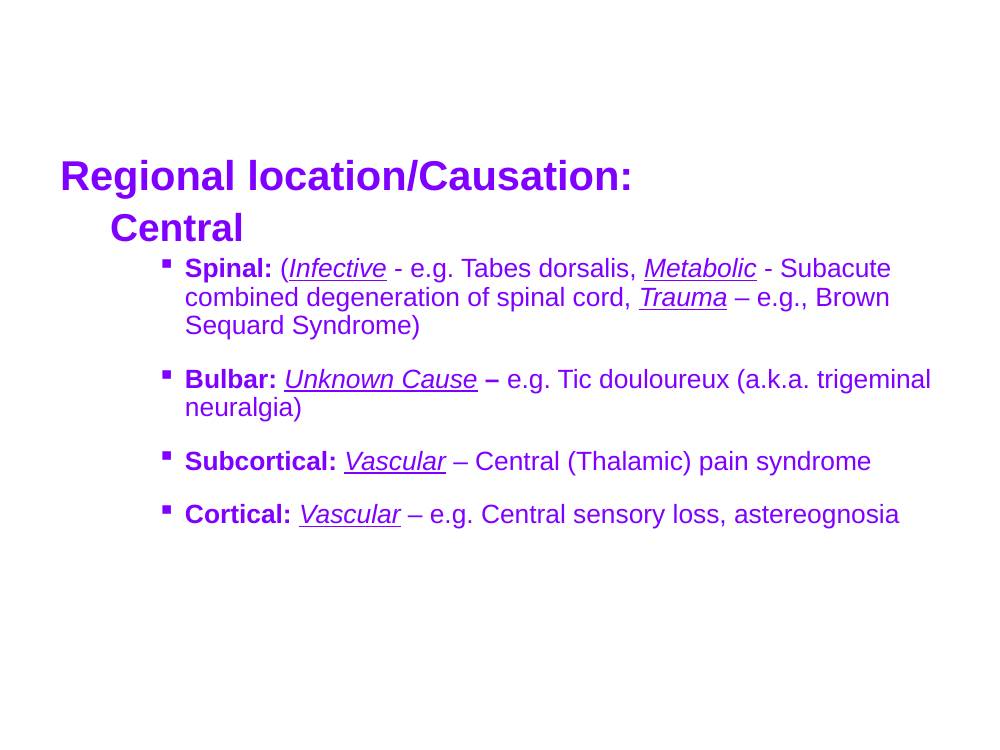 Regional location/Causation:
Central
▪ Spinal: (Infective - e.g. Tabes dorsalis, Metabolic - Subacute
combined degeneration of spinal cord, Trauma – e.g., Brown
Sequard Syndrome)
▪ Bulbar: Unknown Cause – e.g. Tic douloureux (a.k.a. trigeminal
neuralgia)
▪ Subcortical: Vascular – Central (Thalamic) pain syndrome
▪ Cortical: Vascular – e.g. Central sensory loss, astereognosia